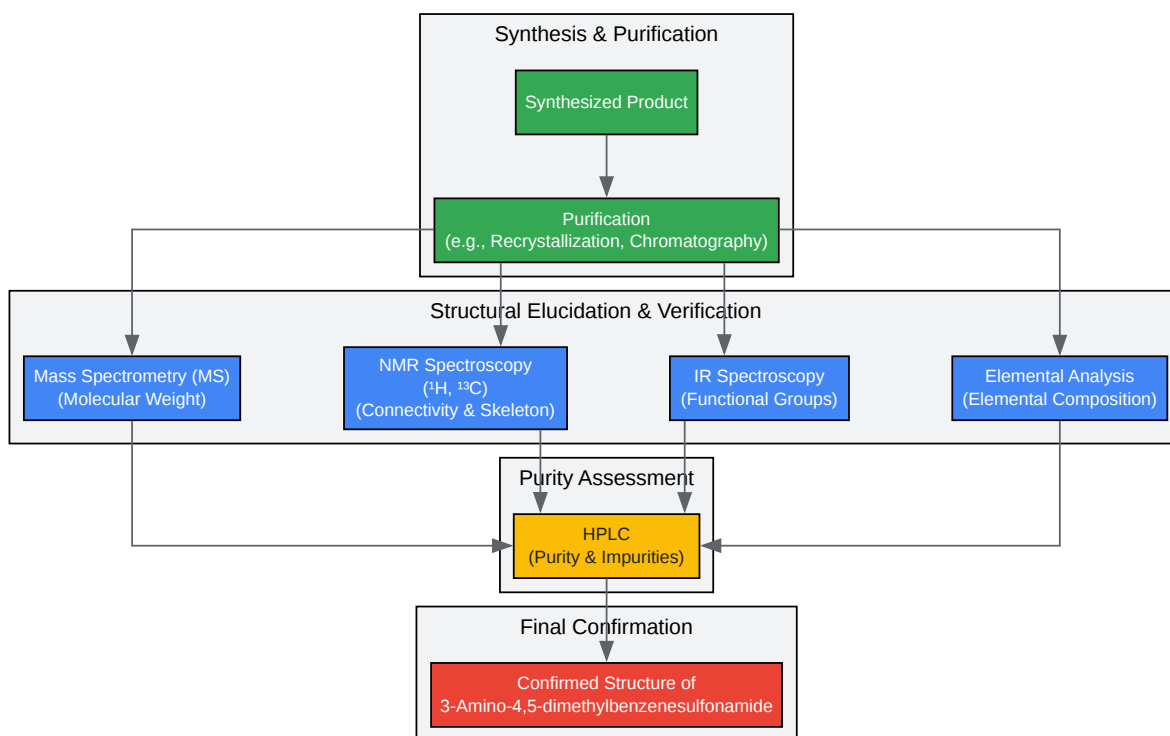 Synthesis & Purification
Synthesized Product
Purification
(e.g., Recrystallization, Chromatography)
Structural Elucidation & Verification
Mass Spectrometry (MS)
(Molecular Weight)
NMR Spectroscopy
(¹H, ¹³C)
(Connectivity & Skeleton)
IR Spectroscopy
(Functional Groups)
Elemental Analysis
(Elemental Composition)
Purity Assessment
HPLC
(Purity & Impurities)
Final Confirmation
Confirmed Structure of
3-Amino-4,5-dimethylbenzenesulfonamide